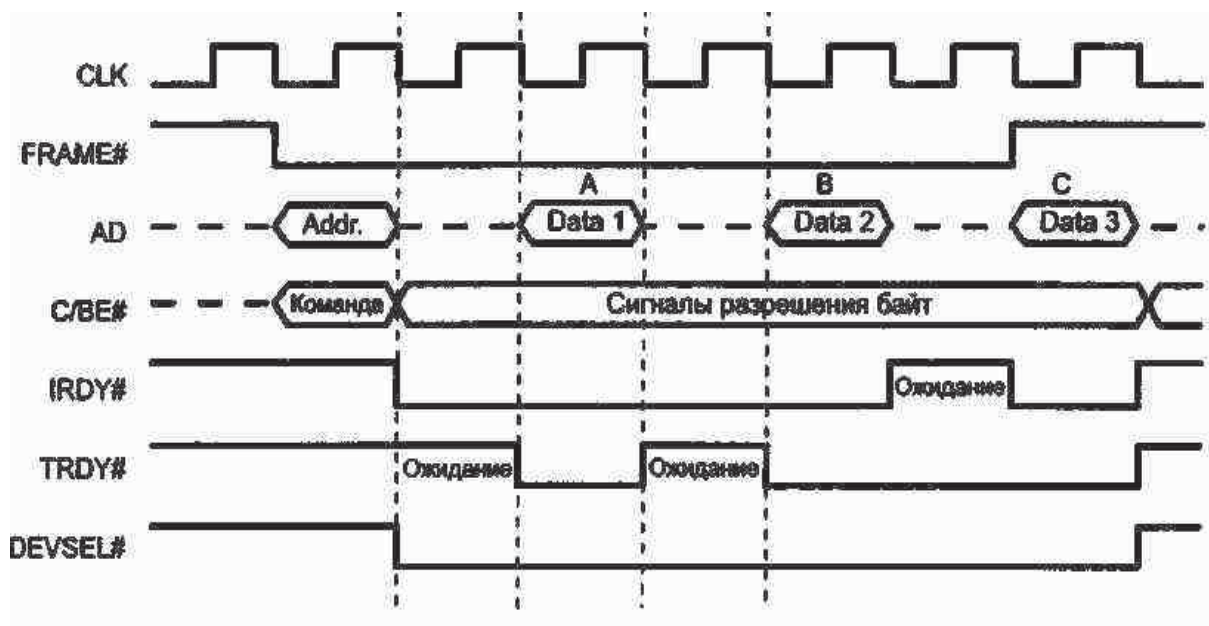 CLK
FRAME#
A B C
AD Addr. Data 1 Data 2 Data 3
C/BE# Команда Сигналы разрешения байт
IRDY# Ожидание
TRDY# Ожидание Ожидание
DEVSEL#